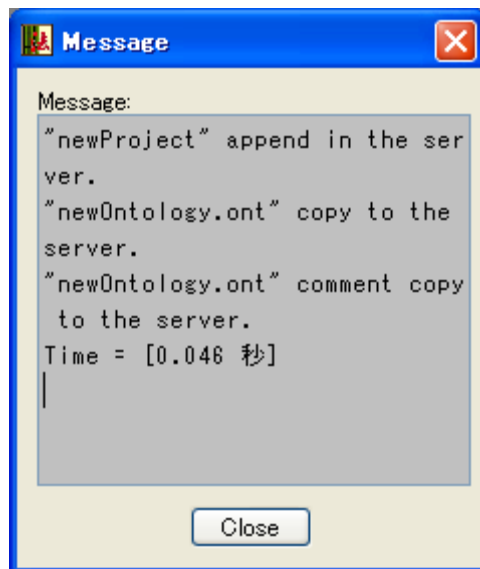 Message
Message:
"newProject" append in the ser
ver.
"newOntology.ont" copy to the
server.
"newOntology.ont" comment copy
 to the server.
Time = [0.046 秒]
Close